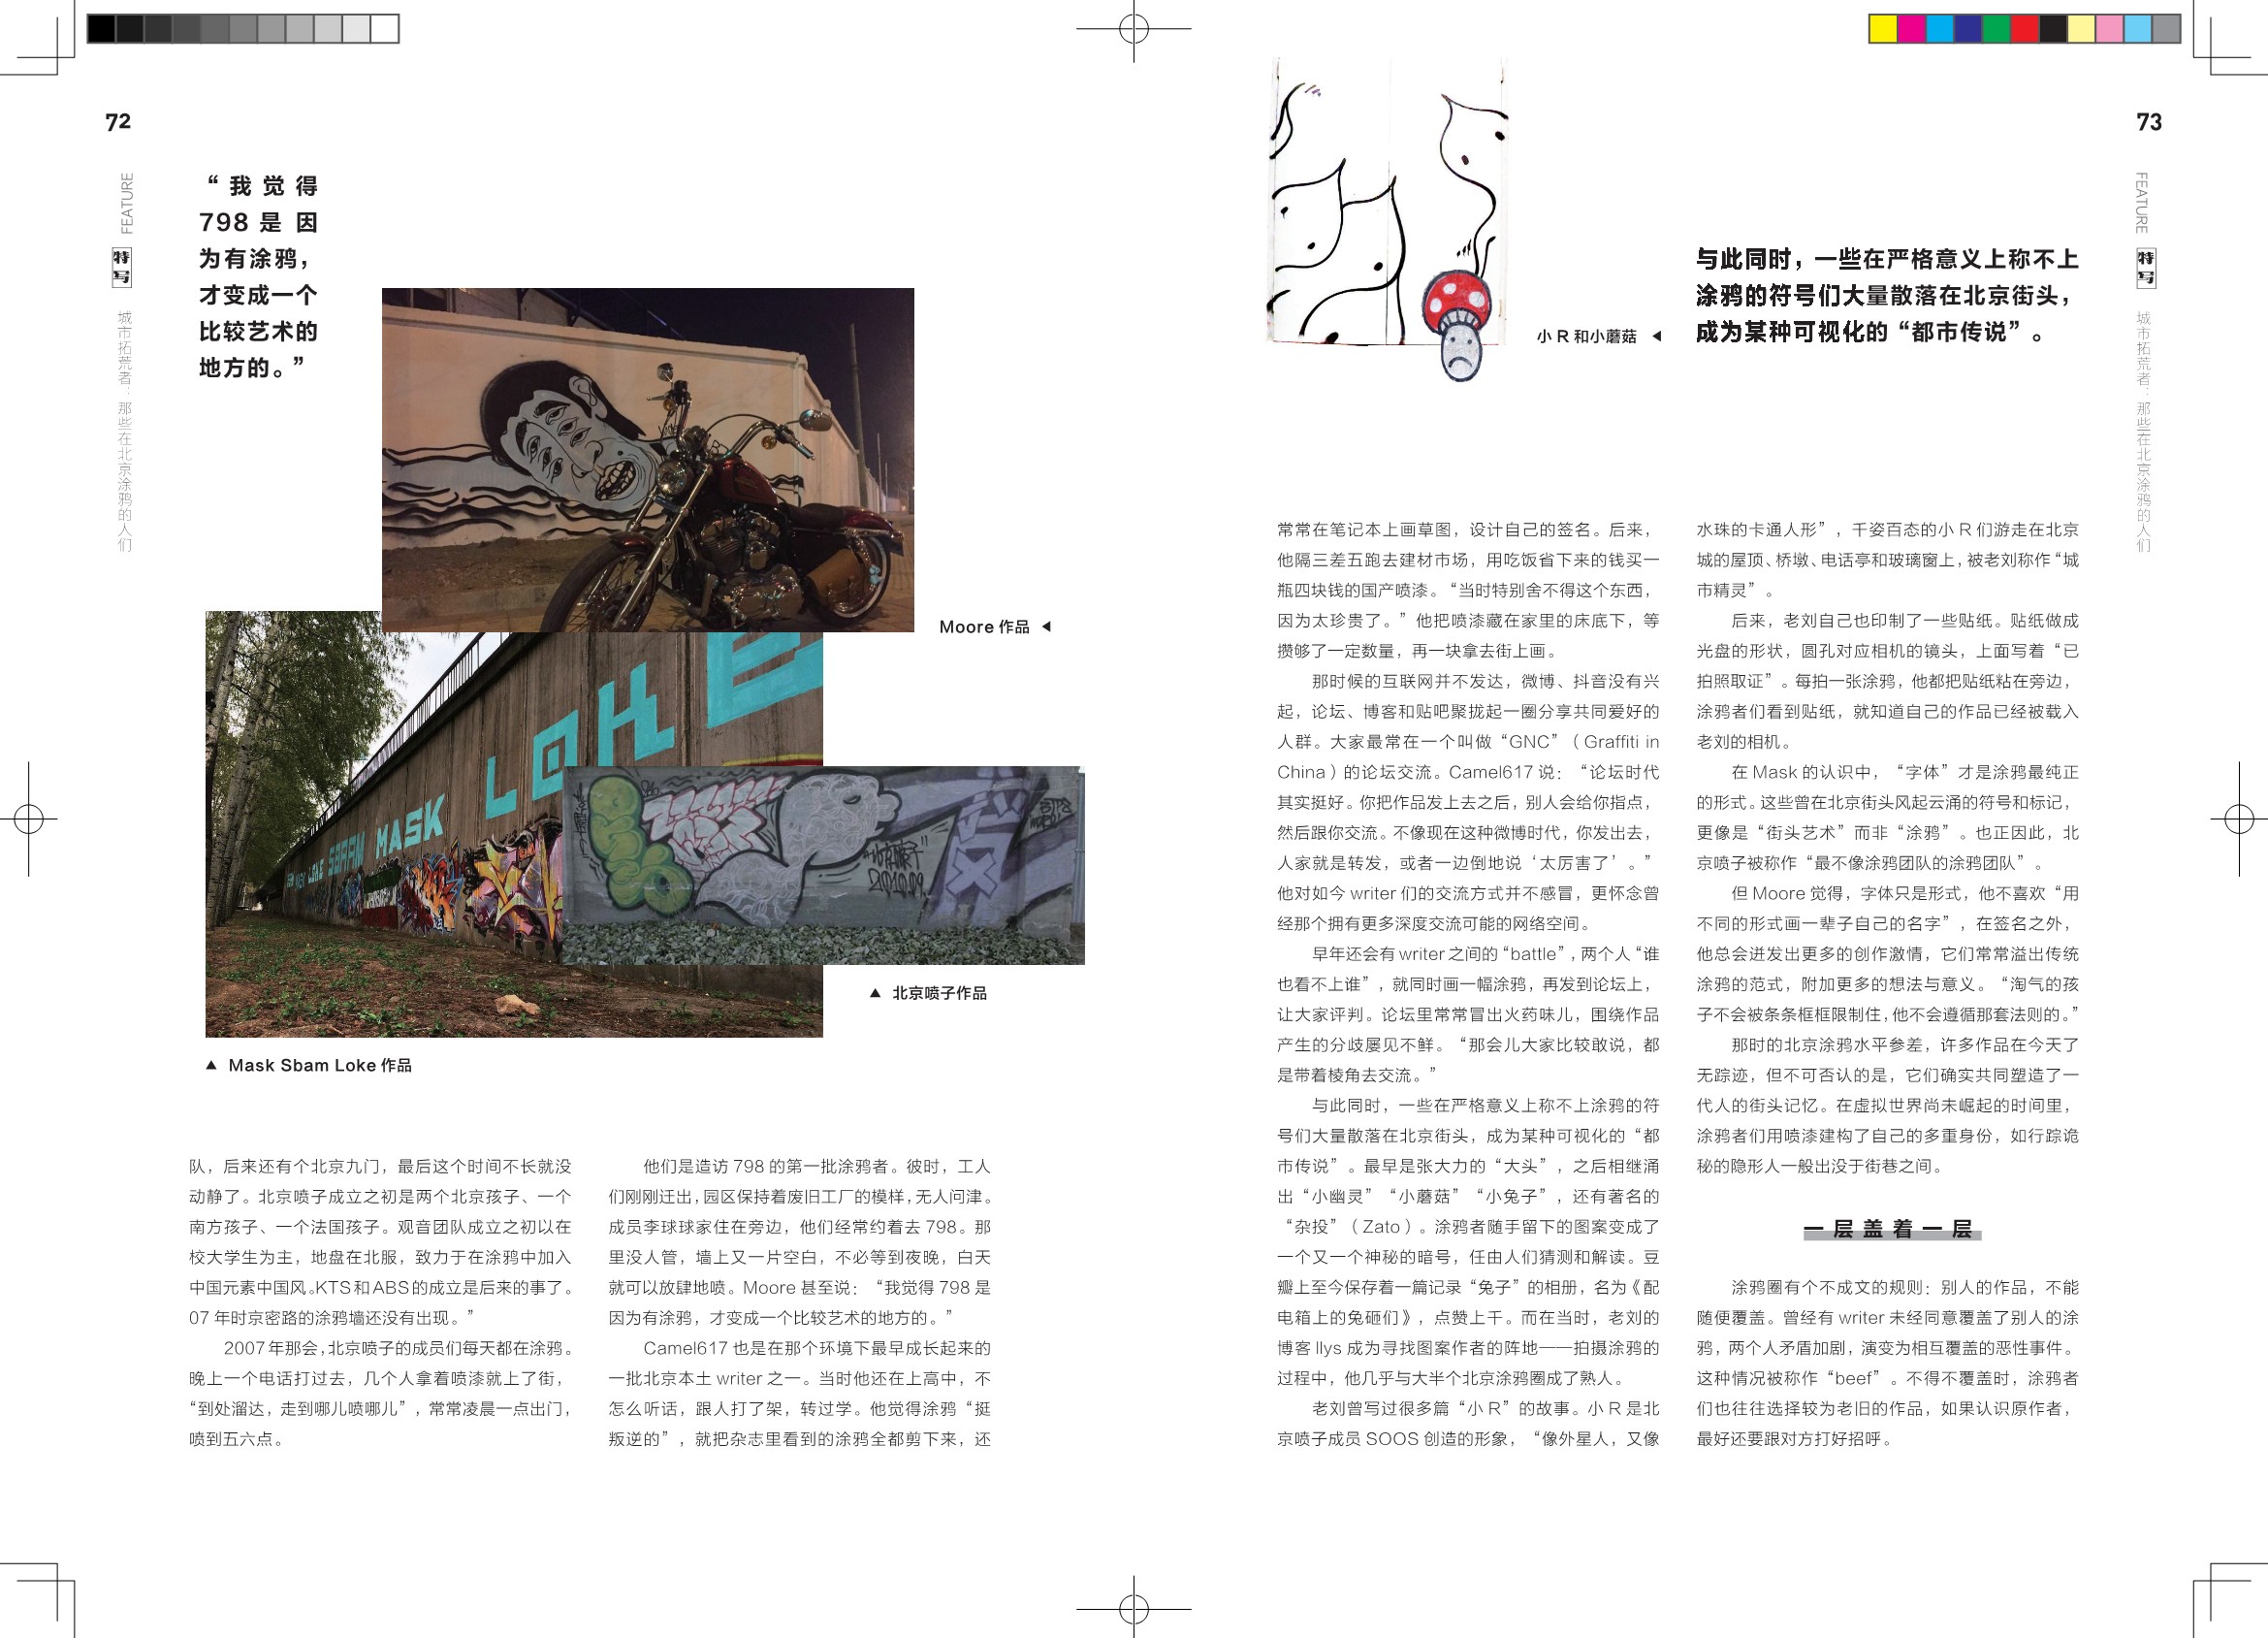 72
FEATURE
特写
城市拓荒者：那些在北京涂鸦的人们
“我觉得
798 是因
为有涂鸦，
才变成一个
比较艺术的
地方的。”
Moore 作品
LOKE
MASK
SBAM
LOKE
2010.09
北京喷子作品
Mask Sbam Loke 作品
队，后来还有个北京九门，最后这个时间不长就没
动静了。北京喷子成立之初是两个北京孩子、一个
南方孩子、一个法国孩子。观音团队成立之初以在
校大学生为主，地盘在北服，致力于在涂鸦中加入
中国元素中国风。KTS 和 ABS 的成立是后来的事了。
07 年时京密路的涂鸦墙还没有出现。”
2007 年那会，北京喷子的成员们每天都在涂鸦。
晚上一个电话打过去，几个人拿着喷漆就上了街，
“到处溜达，走到哪儿喷哪儿”，常常凌晨一点出门，
喷到五六点。
他们是造访 798 的第一批涂鸦者。彼时，工人
们刚刚迁出，园区保持着废旧工厂的模样，无人问津。
成员李球球家住在旁边，他们经常约着去 798。那
里没人管，墙上又一片空白，不必等到夜晚，白天
就可以放肆地喷。Moore 甚至说：“我觉得 798 是
因为有涂鸦，才变成一个比较艺术的地方的。”
Camel617 也是在那个环境下最早成长起来的
一批北京本土 writer 之一。当时他还在上高中，不
怎么听话，跟人打了架，转过学。他觉得涂鸦“挺
叛逆的”，就把杂志里看到的涂鸦全都剪下来，还
73
FEATURE
特写
城市拓荒者：那些在北京涂鸦的人们
小 R 和小蘑菇
与此同时，一些在严格意义上称不上
涂鸦的符号们大量散落在北京街头，
成为某种可视化的“都市传说”。
常常在笔记本上画草图，设计自己的签名。后来，
他隔三差五跑去建材市场，用吃饭省下来的钱买一
瓶四块钱的国产喷漆。“当时特别舍不得这个东西，
因为太珍贵了。”他把喷漆藏在家里的床底下，等
攒够了一定数量，再一块拿去街上画。
那时候的互联网并不发达，微博、抖音没有兴
起，论坛、博客和贴吧聚拢起一圈分享共同爱好的
人群。大家最常在一个叫做“GNC”（Graffiti in
China）的论坛交流。Camel617 说：“论坛时代
其实挺好。你把作品发上去之后，别人会给你指点，
然后跟你交流。不像现在这种微博时代，你发出去，
人家就是转发，或者一边倒地说‘太厉害了’。”
他对如今 writer 们的交流方式并不感冒，更怀念曾
经那个拥有更多深度交流可能的网络空间。
早年还会有 writer 之间的“battle”，两个人“谁
也看不上谁”，就同时画一幅涂鸦，再发到论坛上，
让大家评判。论坛里常常冒出火药味儿，围绕作品
产生的分歧屡见不鲜。“那会儿大家比较敢说，都
是带着棱角去交流。”
与此同时，一些在严格意义上称不上涂鸦的符
号们大量散落在北京街头，成为某种可视化的“都
市传说”。最早是张大力的“大头”，之后相继涌
出“小幽灵”“小蘑菇”“小兔子”，还有著名的
“杂投”（Zato）。涂鸦者随手留下的图案变成了
一个又一个神秘的暗号，任由人们猜测和解读。豆
瓣上至今保存着一篇记录“兔子”的相册，名为《配
电箱上的兔砸们》，点赞上千。而在当时，老刘的
博客 llys 成为寻找图案作者的阵地——拍摄涂鸦的
过程中，他几乎与大半个北京涂鸦圈成了熟人。
老刘曾写过很多篇“小 R”的故事。小 R 是北
京喷子成员 SOOS 创造的形象，“像外星人，又像
水珠的卡通人形”，千姿百态的小 R 们游走在北京
城的屋顶、桥墩、电话亭和玻璃窗上，被老刘称作“城
市精灵”。
后来，老刘自己也印制了一些贴纸。贴纸做成
光盘的形状，圆孔对应相机的镜头，上面写着“已
拍照取证”。每拍一张涂鸦，他都把贴纸粘在旁边，
涂鸦者们看到贴纸，就知道自己的作品已经被载入
老刘的相机。
在 Mask 的认识中，“字体”才是涂鸦最纯正
的形式。这些曾在北京街头风起云涌的符号和标记，
更像是“街头艺术”而非“涂鸦”。也正因此，北
京喷子被称作“最不像涂鸦团队的涂鸦团队”。
但 Moore 觉得，字体只是形式，他不喜欢“用
不同的形式画一辈子自己的名字”，在签名之外，
他总会迸发出更多的创作激情，它们常常溢出传统
涂鸦的范式，附加更多的想法与意义。“淘气的孩
子不会被条条框框限制住，他不会遵循那套法则的。”
那时的北京涂鸦水平参差，许多作品在今天了
无踪迹，但不可否认的是，它们确实共同塑造了一
代人的街头记忆。在虚拟世界尚未崛起的时间里，
涂鸦者们用喷漆建构了自己的多重身份，如行踪诡
秘的隐形人一般出没于街巷之间。
一层盖着一层
涂鸦圈有个不成文的规则：别人的作品，不能
随便覆盖。曾经有 writer 未经同意覆盖了别人的涂
鸦，两个人矛盾加剧，演变为相互覆盖的恶性事件。
这种情况被称作“beef”。不得不覆盖时，涂鸦者
们也往往选择较为老旧的作品，如果认识原作者，
最好还要跟对方打好招呼。